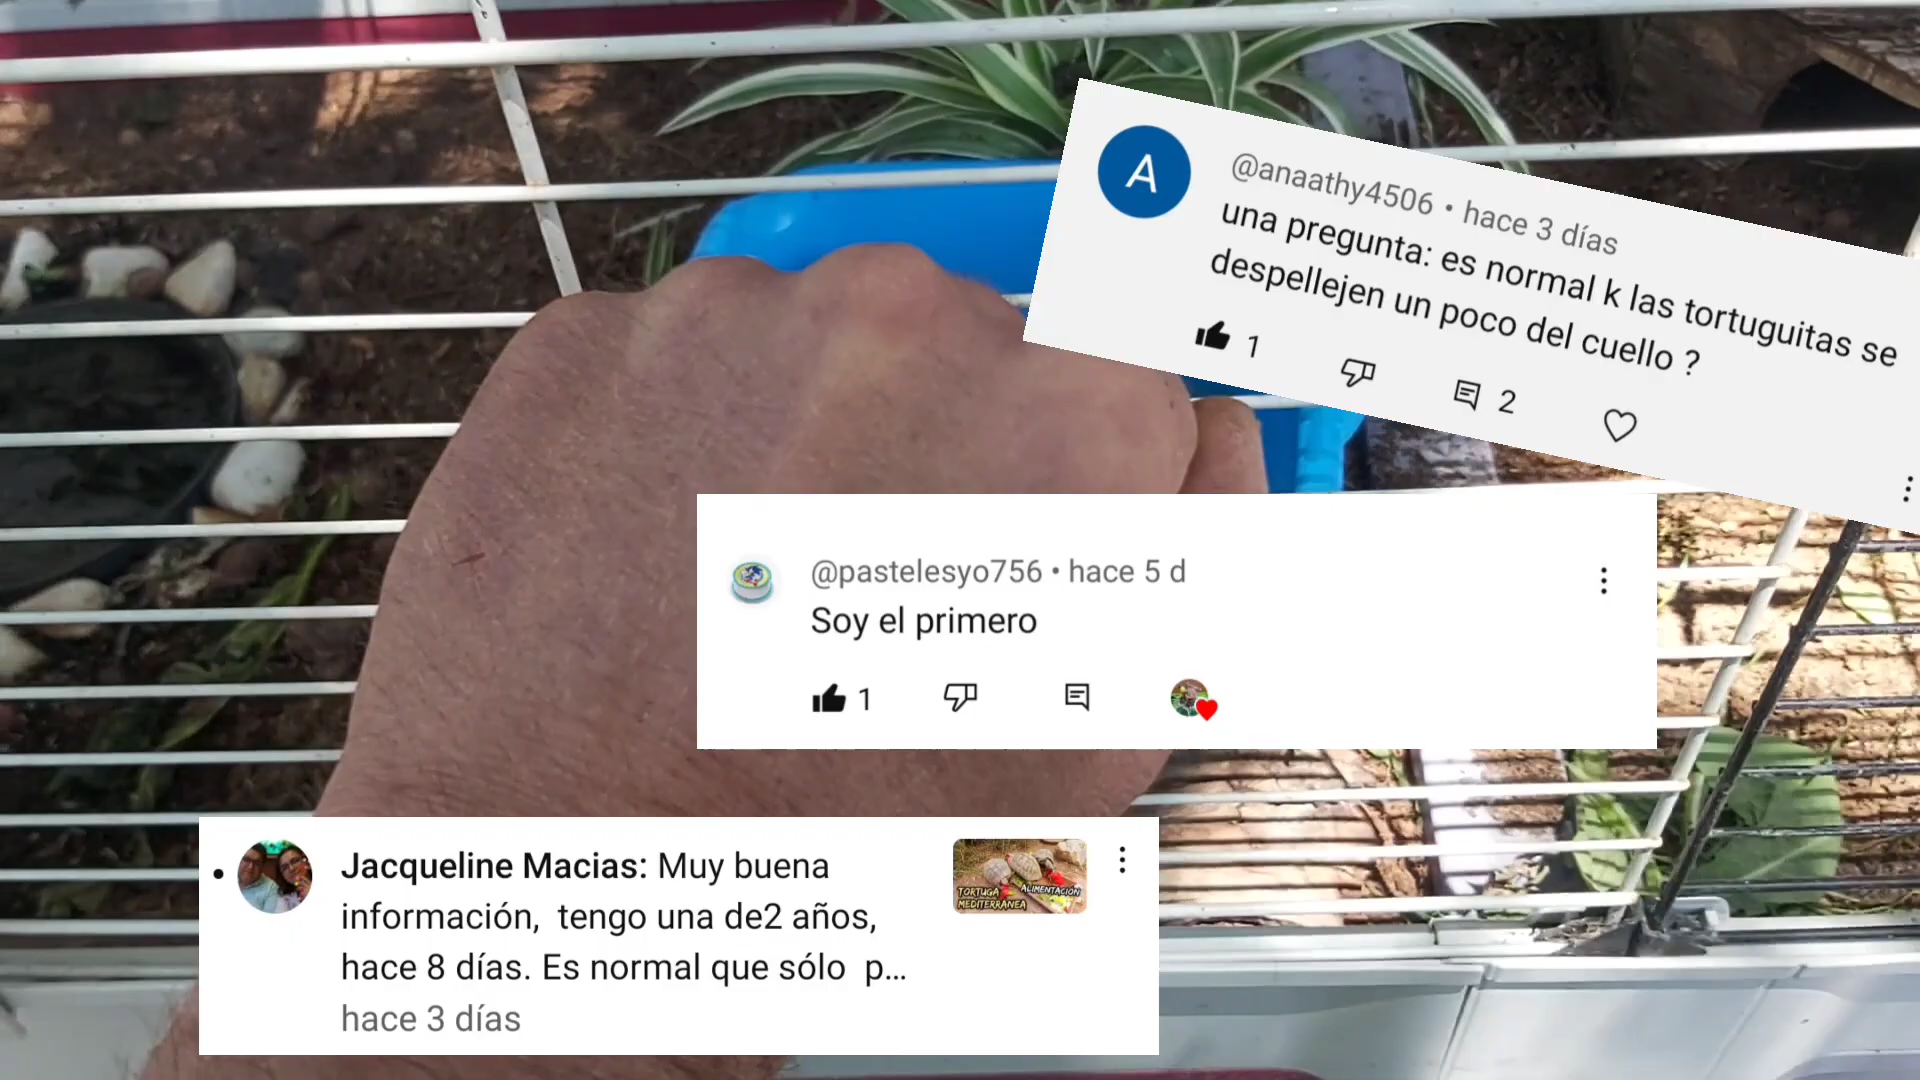 A
@anaathy4506 • hace 3 días
una pregunta: es normal k las tortuguitas se
despellejen un poco del cuello ?
1
2
@pastelesyo756 • hace 5 d
Soy el primero
1
Jacqueline Macias: Muy buena
información, tengo una de2 años,
hace 8 días. Es normal que sólo p...
hace 3 días
TORTUGA ALIMENTACIÓN
MEDITERRÁNEA